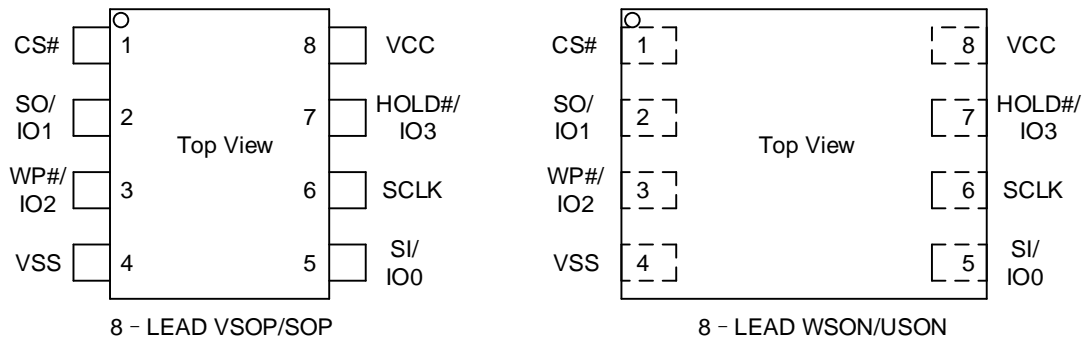 CS# 1 8 VCC
SO/
IO1 2 7 HOLD#/
IO3
Top View
WP#/
IO2 3 6 SCLK
VSS 4 5 SI/
IO0
8 – LEAD VSOP/SOP
CS# 1 8 VCC
SO/
IO1 2 7 HOLD#/
IO3
Top View
WP#/
IO2 3 6 SCLK
VSS 4 5 SI/
IO0
8 – LEAD WSON/USON